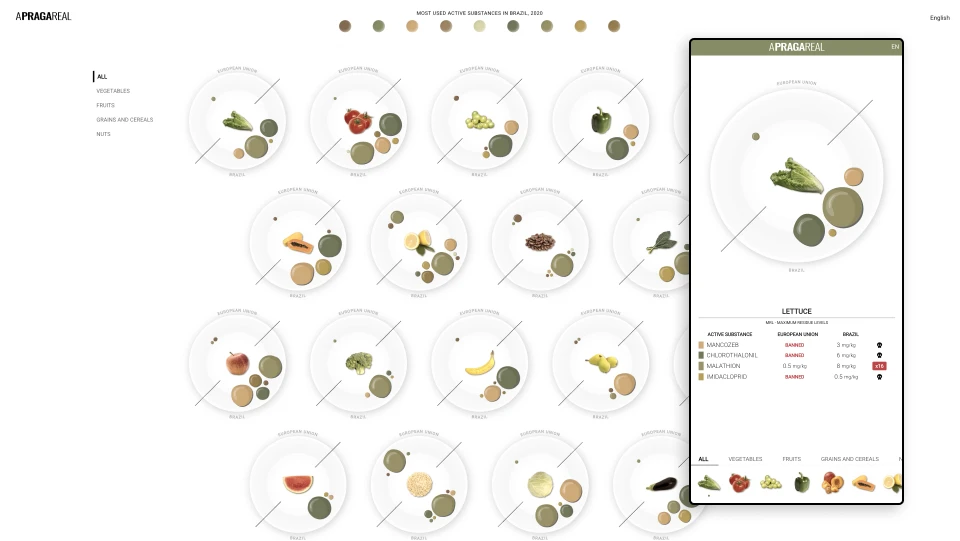 APRAGAREAL
MOST USED ACTIVE SUBSTANCES IN BRAZIL, 2020
English
ALL
VEGETABLES
FRUITS
GRAINS AND CEREALS
NUTS
EUROPEAN UNION
EUROPEAN UNION
EUROPEAN UNION
EUROPEAN UNION
BRAZIL
BRAZIL
BRAZIL
BRAZIL
EUROPEAN UNION
EUROPEAN UNION
EUROPEAN UNION
EUROPEAN UNION
BRAZIL
BRAZIL
BRAZIL
BRAZIL
EUROPEAN UNION
EUROPEAN UNION
EUROPEAN UNION
EUROPEAN UNION
BRAZIL
BRAZIL
BRAZIL
BRAZIL
EUROPEAN UNION
EUROPEAN UNION
EUROPEAN UNION
EUROPEAN UNION
BRAZIL
BRAZIL
BRAZIL
BRAZIL
APRAGAREAL EN
EUROPEAN UNION
BRAZIL
LETTUCE
MRL - MAXIMUM RESIDUE LEVELS
ACTIVE SUBSTANCE EUROPEAN UNION BRAZIL
MANCOZEB BANNED 3 mg/kg
CHLOROTHALONIL BANNED 6 mg/kg
MALATHION 0.5 mg/kg 8 mg/kg x16
IMIDACLOPRID BANNED 0.5 mg/kg
ALL VEGETABLES FRUITS GRAINS AND CEREALS N